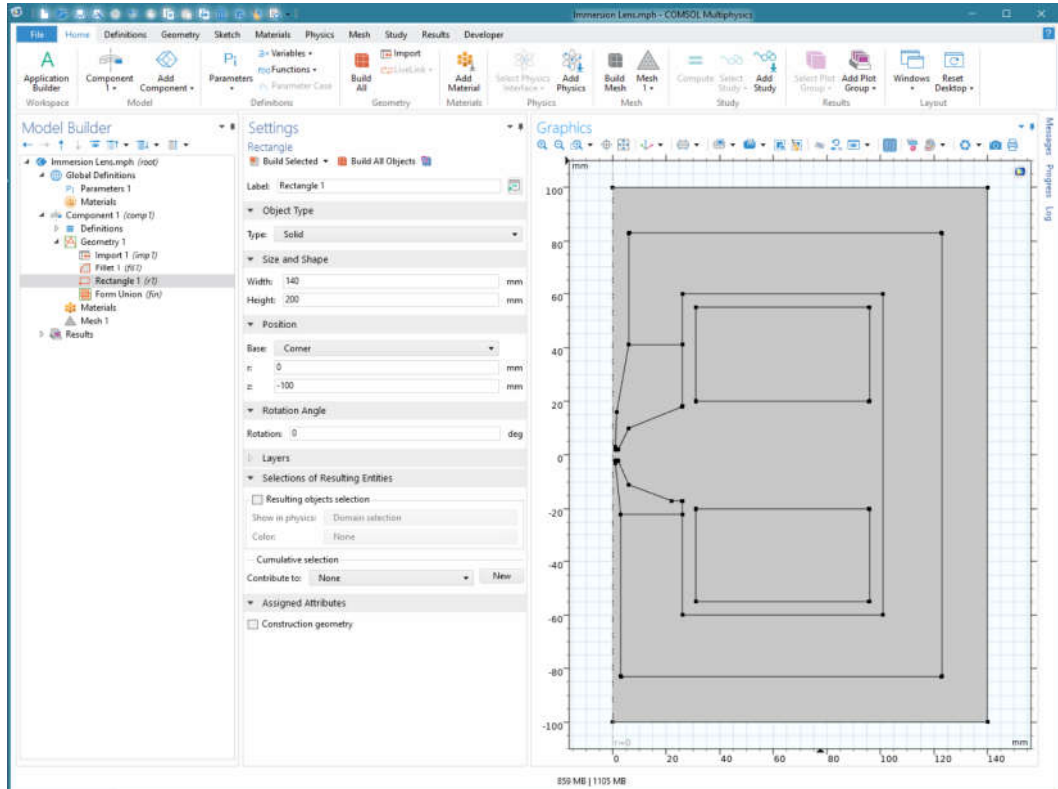 Immersion Lens.mph - COMSOL Multiphysics
File Home Definitions Geometry Sketch Materials Physics Mesh Study Results Developer
Application Builder
Component 1
Add Component
Pi Parameters
a= Variables
f(x) Functions
Pi Parameter Case
Build All
Import
LiveLink
Add Material
Select Physics Interface
Add Physics
Build Mesh
Mesh 1
Compute
Select Study
Add Study
Select Plot Group
Add Plot Group
Windows
Reset Desktop
Workspace Model Definitions Geometry Materials Physics Mesh Study Results Layout
Model Builder
Immersion Lens.mph (root)
Global Definitions
Pi Parameters 1
Materials
Component 1 (comp1)
Definitions
Geometry 1
Import 1 (imp1)
Fillet 1 (fil1)
Rectangle 1 (r1)
Form Union (fin)
Materials
Mesh 1
Results
Settings
Rectangle
Build Selected Build All Objects
Label: Rectangle 1
Object Type
Type: Solid
Size and Shape
Width: 140 mm
Height: 200 mm
Position
Base: Corner
r: 0 mm
z: -100 mm
Rotation Angle
Rotation: 0 deg
Layers
Selections of Resulting Entities
Resulting objects selection
Show in physics: Domain selection
Color: None
Cumulative selection
Contribute to: None New
Assigned Attributes
Construction geometry
Graphics
mm
100
80
60
40
20
0
-20
-40
-60
-80
-100
r=0
mm
0 20 40 60 80 100 120 140
Messages Progress Log
859 MB | 1105 MB